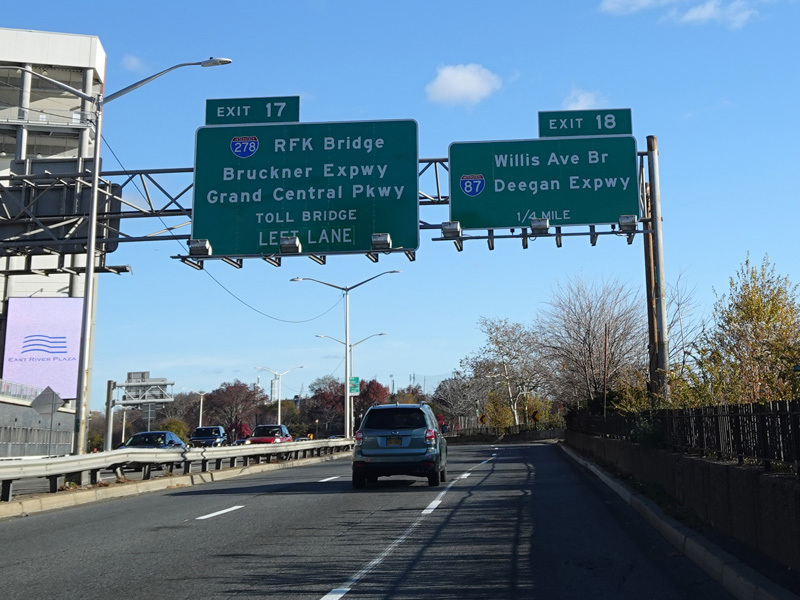 EXIT 17
278 RFK Bridge
Bruckner Expwy
Grand Central Pkwy
TOLL BRIDGE
LEFT LANE
EXIT 18
Willis Ave Br
87 Deegan Expwy
1/4 MILE
EAST RIVER PLAZA